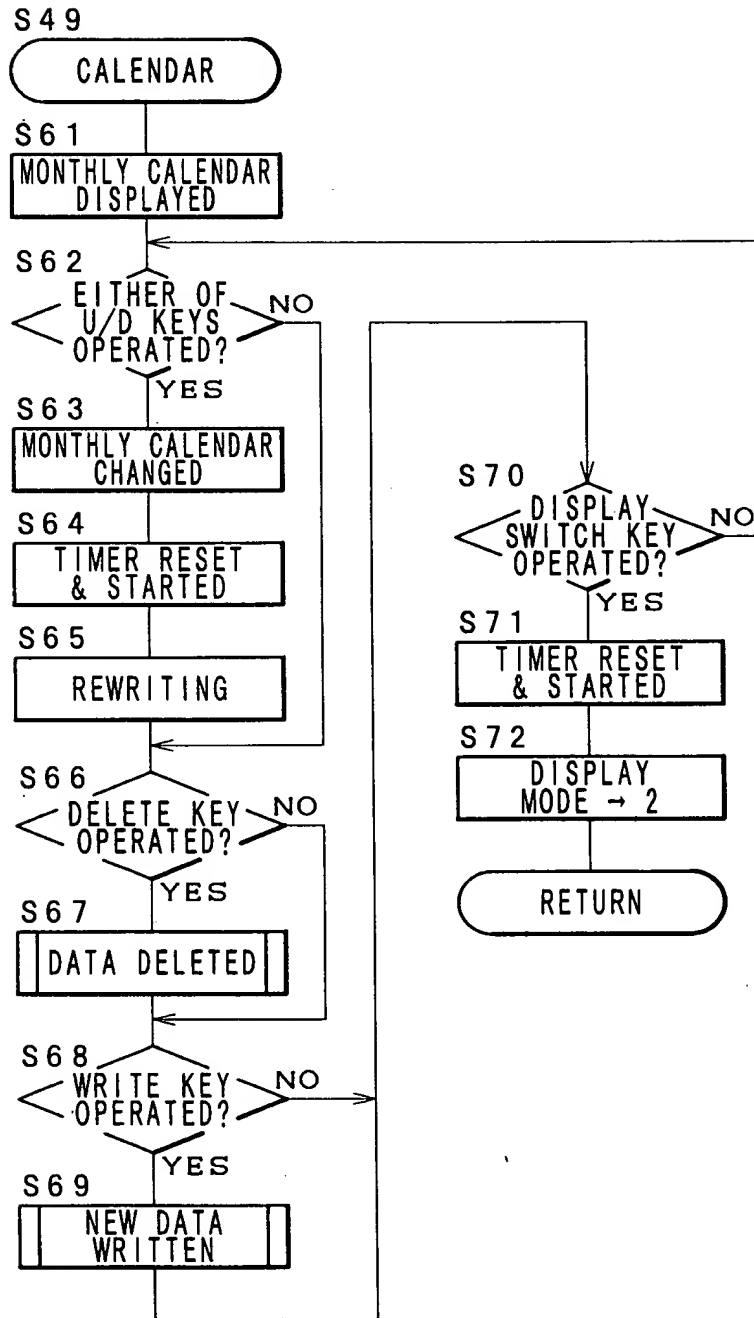 S49
CALENDAR
S61
MONTHLY CALENDAR
DISPLAYED
S62
EITHER OF
U/D KEYS
OPERATED?
NO
YES
S63
MONTHLY CALENDAR
CHANGED
S64
TIMER RESET
& STARTED
S65
REWRITING
S66
DELETE KEY
OPERATED?
NO
YES
S67
DATA DELETED
S68
WRITE KEY
OPERATED?
NO
YES
S69
NEW DATA
WRITTEN
S70
DISPLAY
SWITCH KEY
OPERATED?
NO
YES
S71
TIMER RESET
& STARTED
S72
DISPLAY
MODE → 2
RETURN